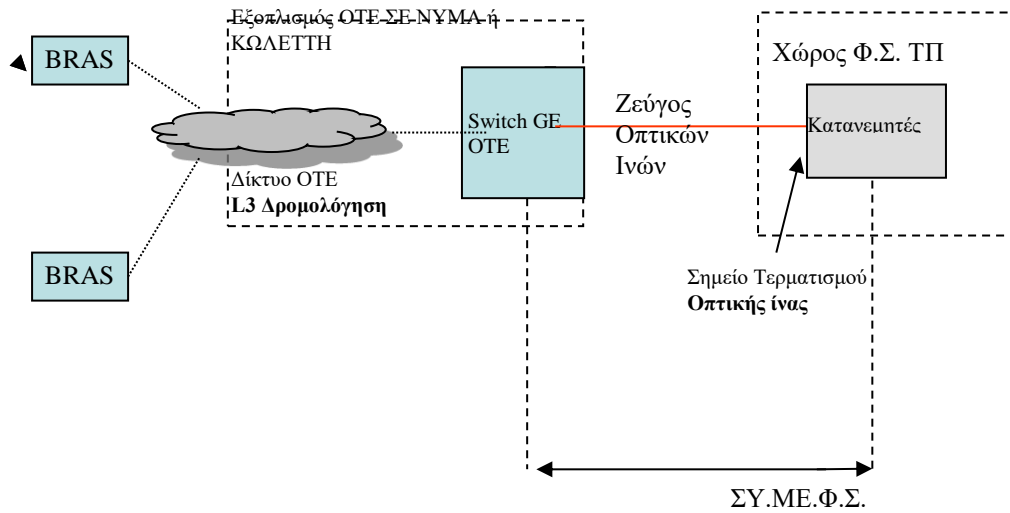 Εξοπλισμός ΟΤΕ ΣΕ ΝΥΜΑ ή
ΚΩΛΕΤΤΗ
BRAS
Χώρος Φ.Σ. ΤΠ
Switch GE
ΟΤΕ
Ζεύγος
Οπτικών
Ινών
Κατανεμητές
Δίκτυο ΟΤΕ
L3 Δρομολόγηση
BRAS
Σημείο Τερματισμού
Οπτικής ίνας
ΣΥ.ΜΕ.Φ.Σ.